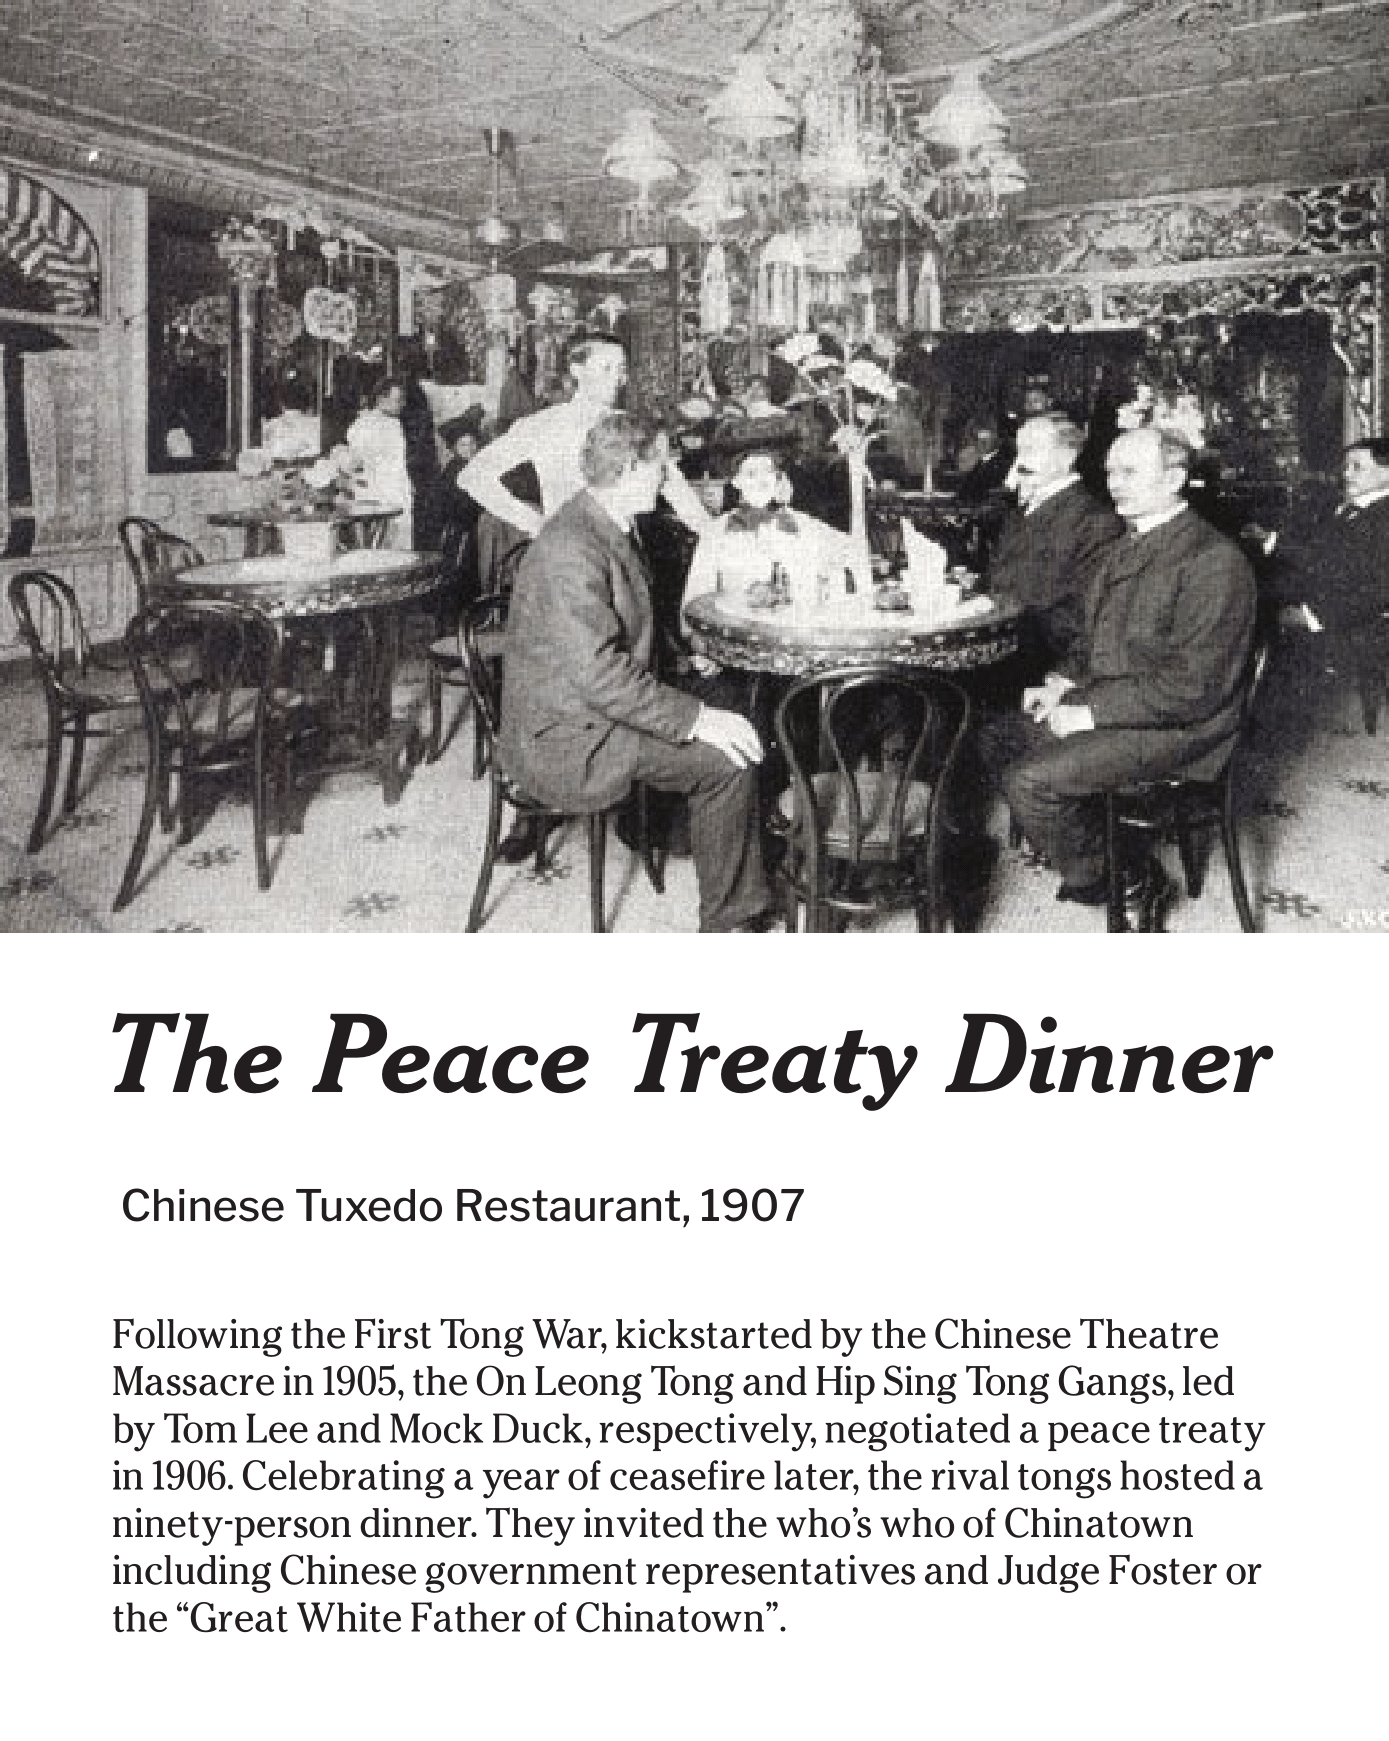 The Peace Treaty Dinner
Chinese Tuxedo Restaurant, 1907
Following the First Tong War, kickstarted by the Chinese Theatre
Massacre in 1905, the On Leong Tong and Hip Sing Tong Gangs, led
by Tom Lee and Mock Duck, respectively, negotiated a peace treaty
in 1906. Celebrating a year of ceasefire later, the rival tongs hosted a
ninety-person dinner. They invited the who’s who of Chinatown
including Chinese government representatives and Judge Foster or
the “Great White Father of Chinatown”.